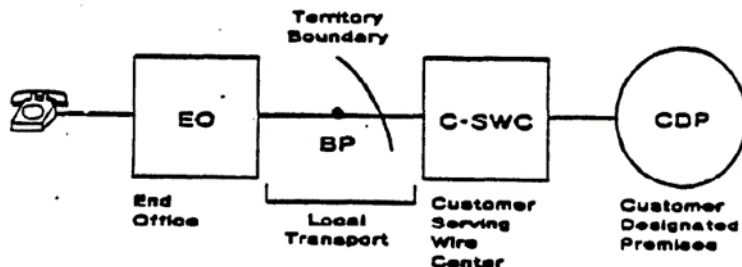 Territory
Boundary
EO
BP
C-SWC
CDP
End
Office
Local
Transport
Customer
Serving
Wire
Center
Customer
Designated
Premises